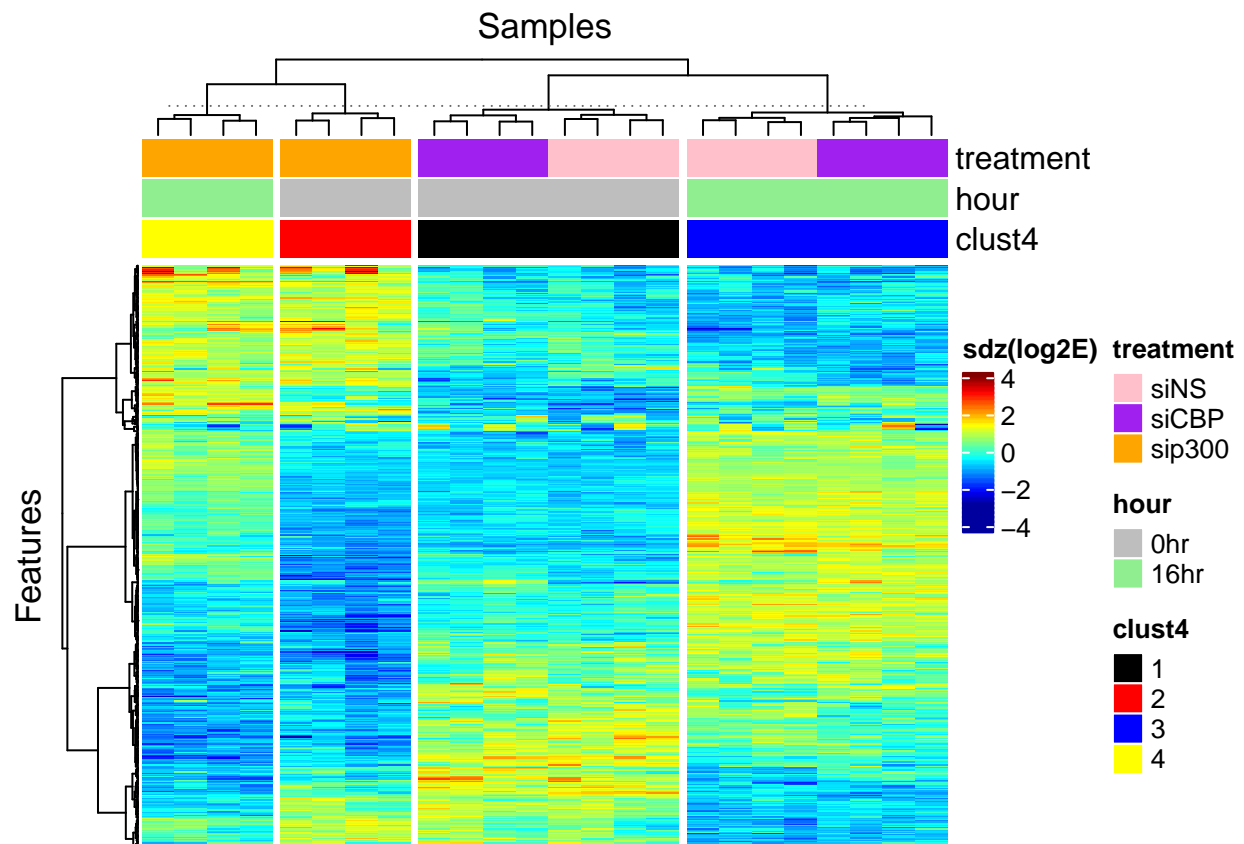 Samples
treatment
hour
clust4
Features
sdz(log2E)
4
2
0
−2
−4
treatment
siNS
siCBP
sip300
hour
0hr
16hr
clust4
1
2
3
4